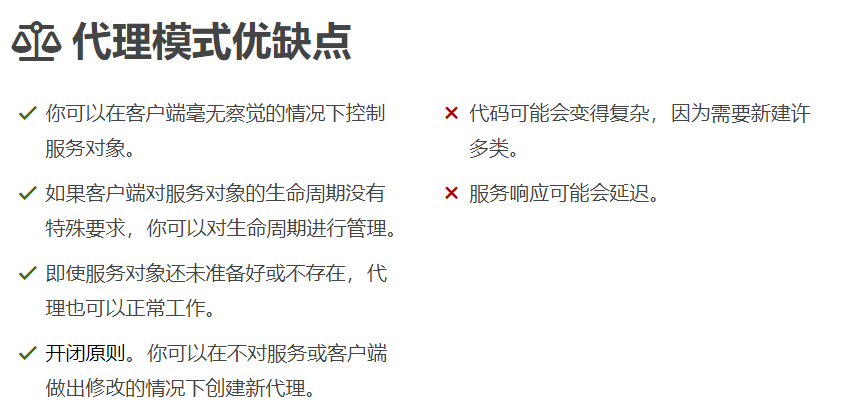 代理模式优缺点
你可以在客户端毫无察觉的情况下控制
服务对象。
如果客户端对服务对象的生命周期没有
特殊要求，你可以对生命周期进行管理。
即使服务对象还未准备好或不存在，代
理也可以正常工作。
开闭原则。你可以在不对服务或客户端
做出修改的情况下创建新代理。
代码可能会变得复杂，因为需要新建许
多类。
服务响应可能会延迟。